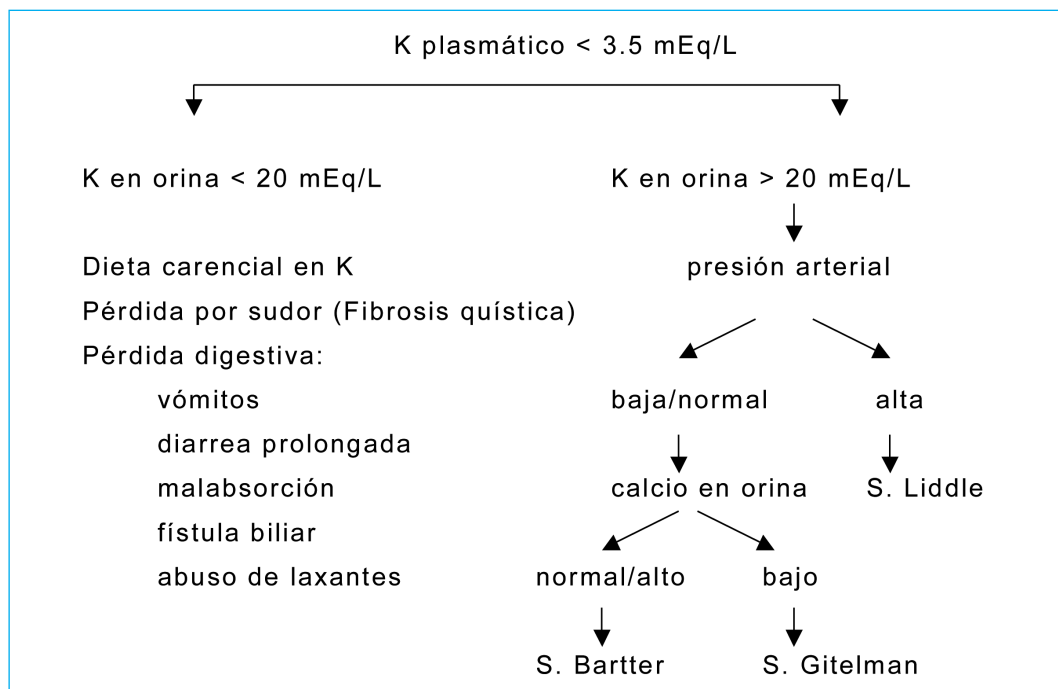 K plasmático < 3.5 mEq/L
K en orina < 20 mEq/L
K en orina > 20 mEq/L
Dieta carencial en K
presión arterial
Pérdida por sudor (Fibrosis quística)
Pérdida digestiva:
vómitos
baja/normal
alta
diarrea prolongada
malabsorción
calcio en orina
S. Liddle
fístula biliar
abuso de laxantes
normal/alto
bajo
S. Bartter
S. Gitelman